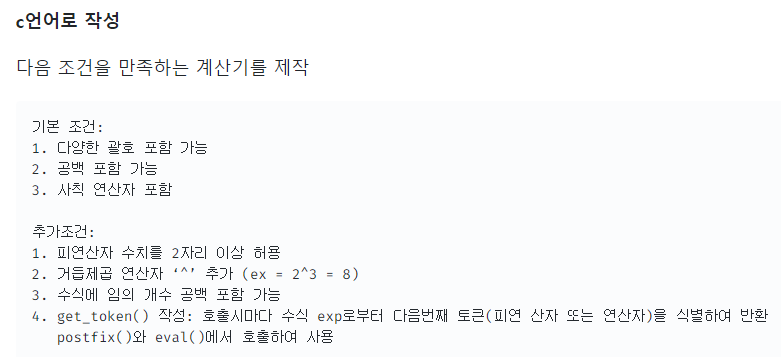 c언어로 작성
다음 조건을 만족하는 계산기를 제작
기본 조건:
1. 다양한 괄호 포함 가능
2. 공백 포함 가능
3. 사칙 연산자 포함
추가조건:
1. 피연산자 수치를 2자리 이상 허용
2. 거듭제곱 연산자 ‘^’ 추가 (ex = 2^3 = 8)
3. 수식에 임의 개수 공백 포함 가능
4. get_token() 작성: 호출시마다 수식 exp로부터 다음번째 토큰(피연 산자 또는 연산자)을 식별하여 반환
postfix()와 eval()에서 호출하여 사용